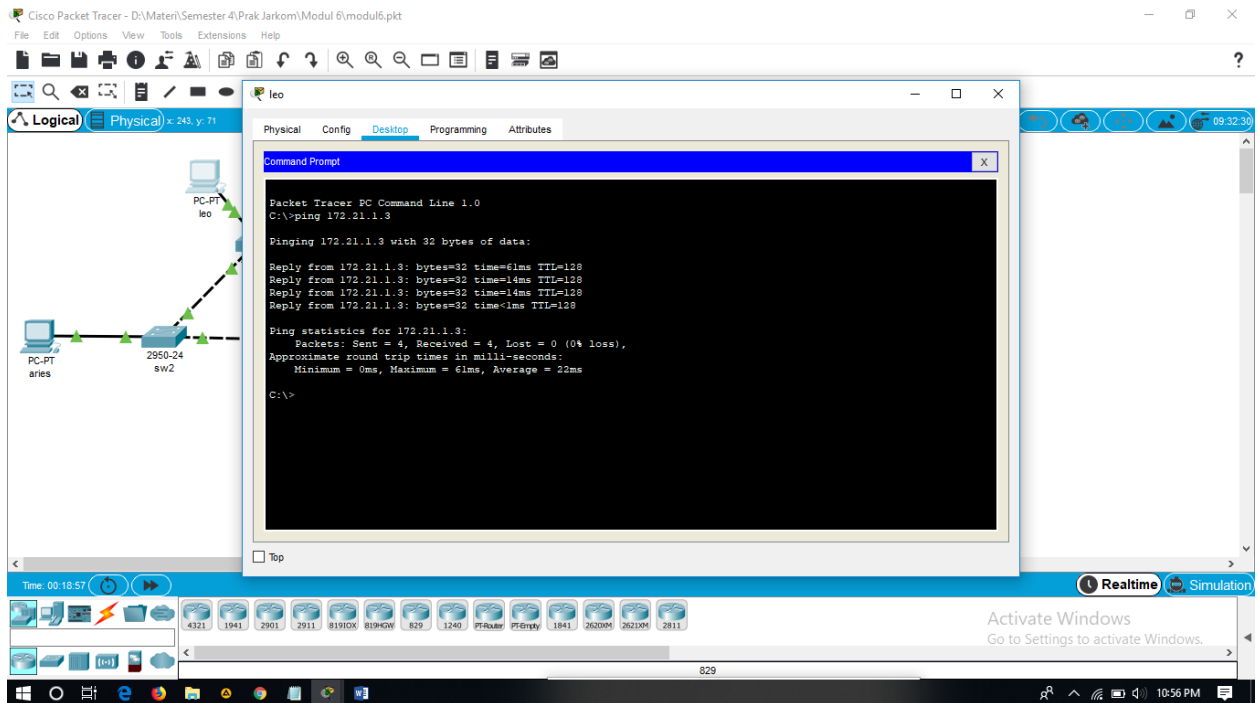 Cisco Packet Tracer - D:\Materi\Semester 4\Prak Jarkom\Modul 6\modul6.pkt
File Edit Options View Tools Extensions Help
?
Logical
Physical
x: 243, y: 71
09:32:30
leo
Physical Config Desktop Programming Attributes
Command Prompt
X
Packet Tracer PC Command Line 1.0
C:\>ping 172.21.1.3
Pinging 172.21.1.3 with 32 bytes of data:
Reply from 172.21.1.3: bytes=32 time=61ms TTL=128
Reply from 172.21.1.3: bytes=32 time=14ms TTL=128
Reply from 172.21.1.3: bytes=32 time=14ms TTL=128
Reply from 172.21.1.3: bytes=32 time<1ms TTL=128
Ping statistics for 172.21.1.3:
Packets: Sent = 4, Received = 4, Lost = 0 (0% loss),
Approximate round trip times in milli-seconds:
Minimum = 0ms, Maximum = 61ms, Average = 22ms
C:\>
Top
PC-PT
leo
PC-PT
aries
2950-24
sw2
Time: 00:18:57
Realtime
Simulation
4321 1941 2901 2911 819IOX 819HGW 829 1240 PT-Router PT-Empty 1841 2620XM 2621XM 2811
829
Activate Windows
Go to Settings to activate Windows.
10:56 PM